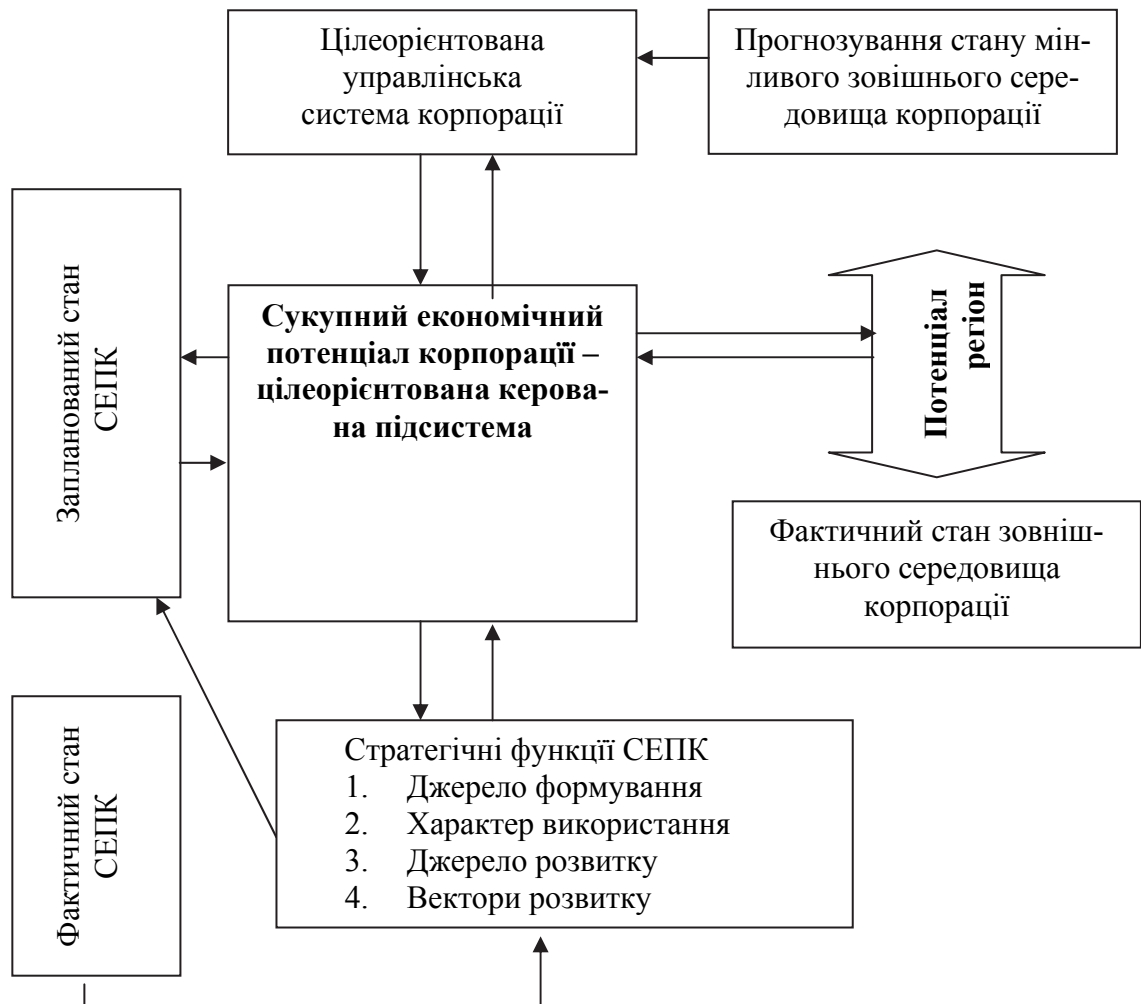 Цілеорієнтована
управлінська
система корпорації
Прогнозування стану мін-
ливого зовішнього сере-
довища корпорації
Запланований стан
СЕПК
Сукупний економічний
потенціал корпорації –
цілеорієнтована керова-
на підсистема
Потенціал
регіон
Фактичний стан зовніш-
нього середовища
корпорації
Фактичний стан
СЕПК
Стратегічні функції СЕПК
1. Джерело формування
2. Характер використання
3. Джерело розвитку
4. Вектори розвитку